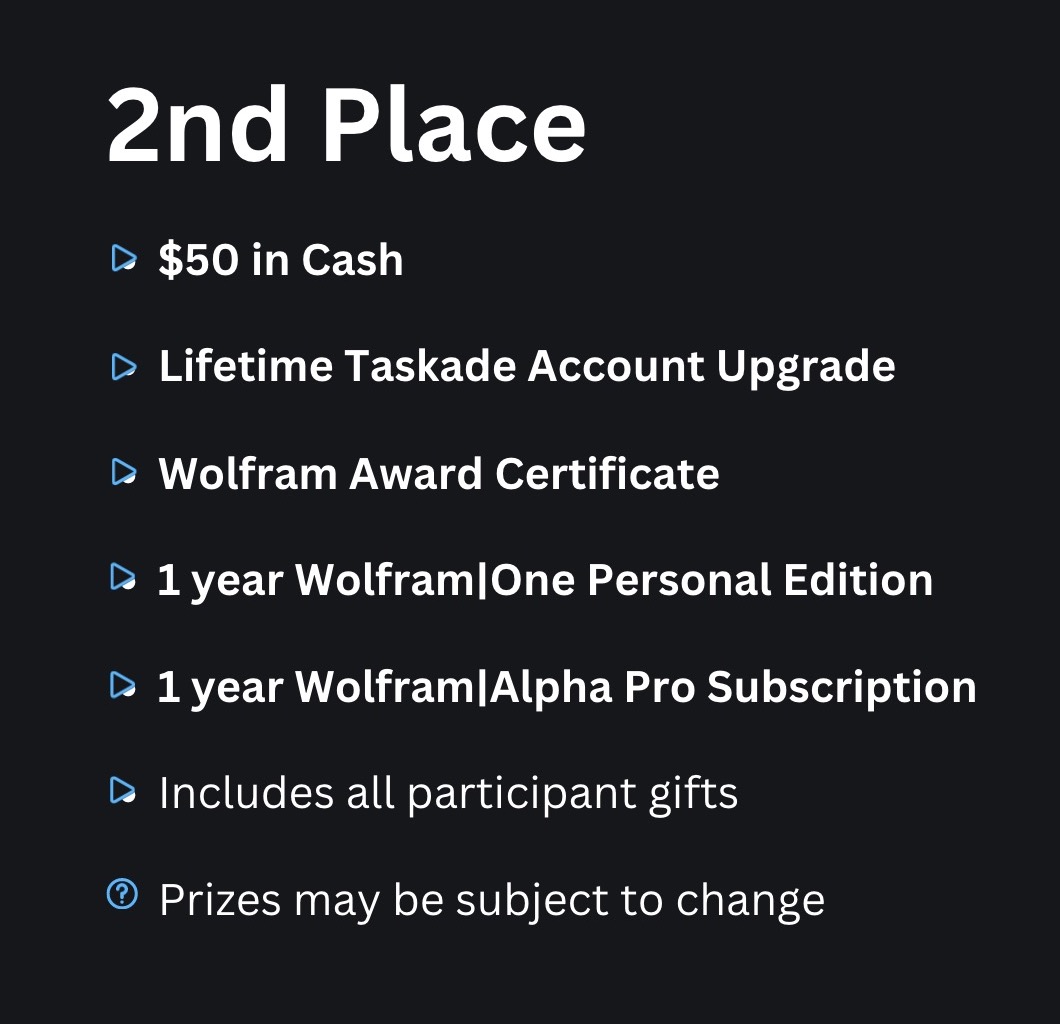 2nd Place
$50 in Cash
Lifetime Taskade Account Upgrade
Wolfram Award Certificate
1 year Wolfram|One Personal Edition
1 year Wolfram|Alpha Pro Subscription
Includes all participant gifts
Prizes may be subject to change